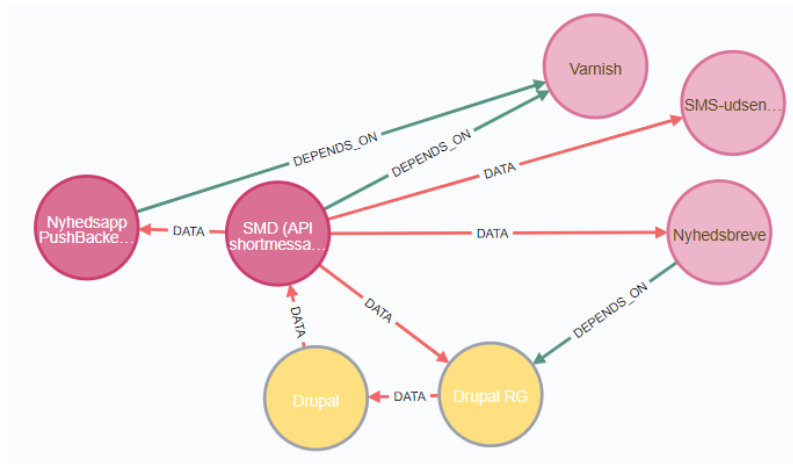 Varnish
SMS-udsen...
DEPENDS_ON
DEPENDS_ON
DATA
Nyhedsapp
PushBacke...
DATA
SMD (API
shortmessa...
DATA
Nyhedsbreve
DATA
DATA
DEPENDS_ON
Drupal
DATA
Drupal RG